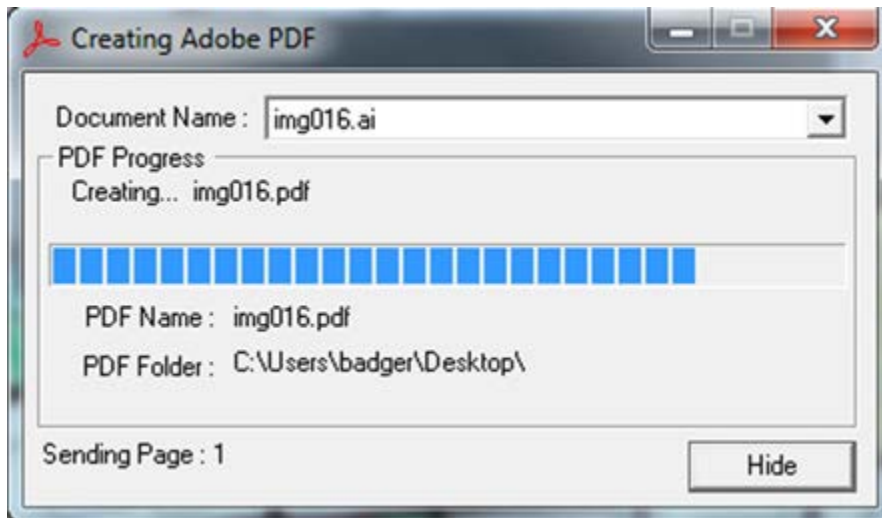 Creating Adobe PDF
Document Name : img016.ai
PDF Progress
Creating... img016.pdf
PDF Name : img016.pdf
PDF Folder : C:\Users\badger\Desktop\
Sending Page : 1
Hide